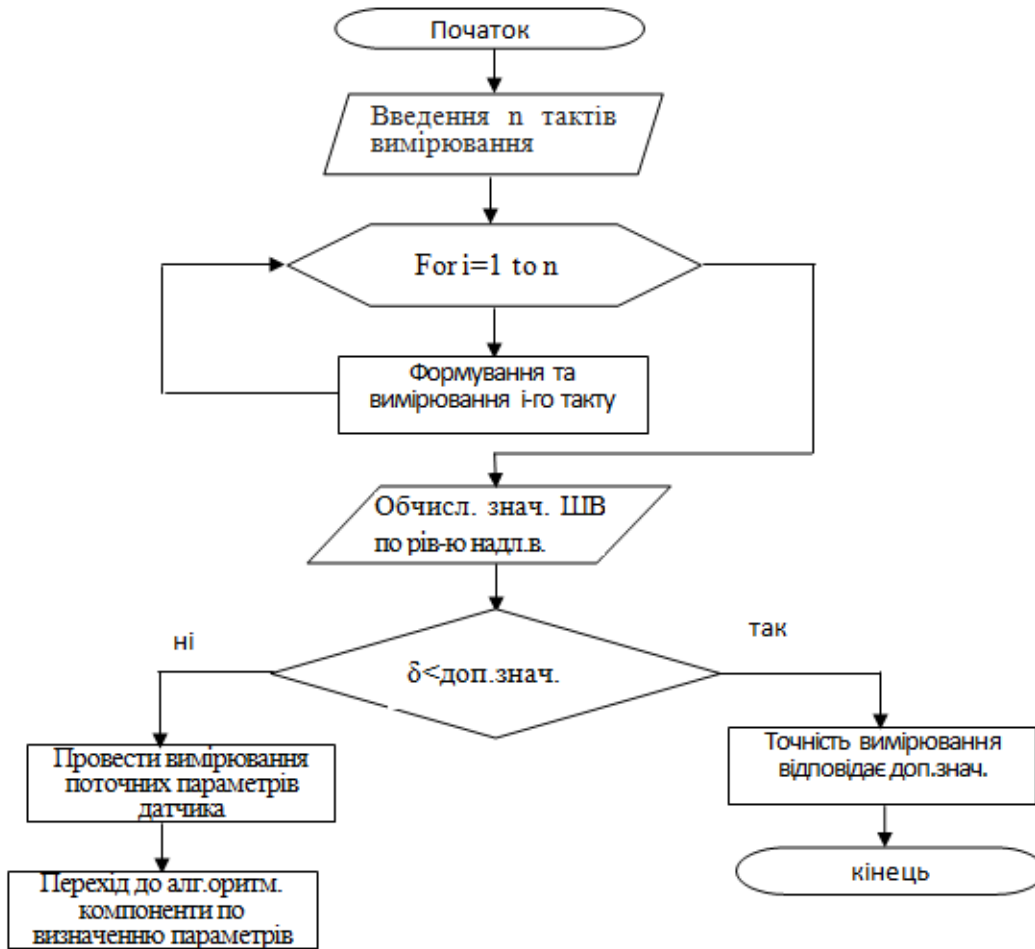 Початок
Введення n тактів
вимірювання
For i=1 to n
Формування та
вимірювання і-го такту
Обчисл. знач. ШВ
по рів-ю надл.в.
ні
так
δ<доп.знач.
Провести вимірювання
поточних параметрів
датчика
Точність вимірювання
відповідає доп.знач.
Перехід до алг.оритм.
компоненти по
визначенню параметрів
кінець